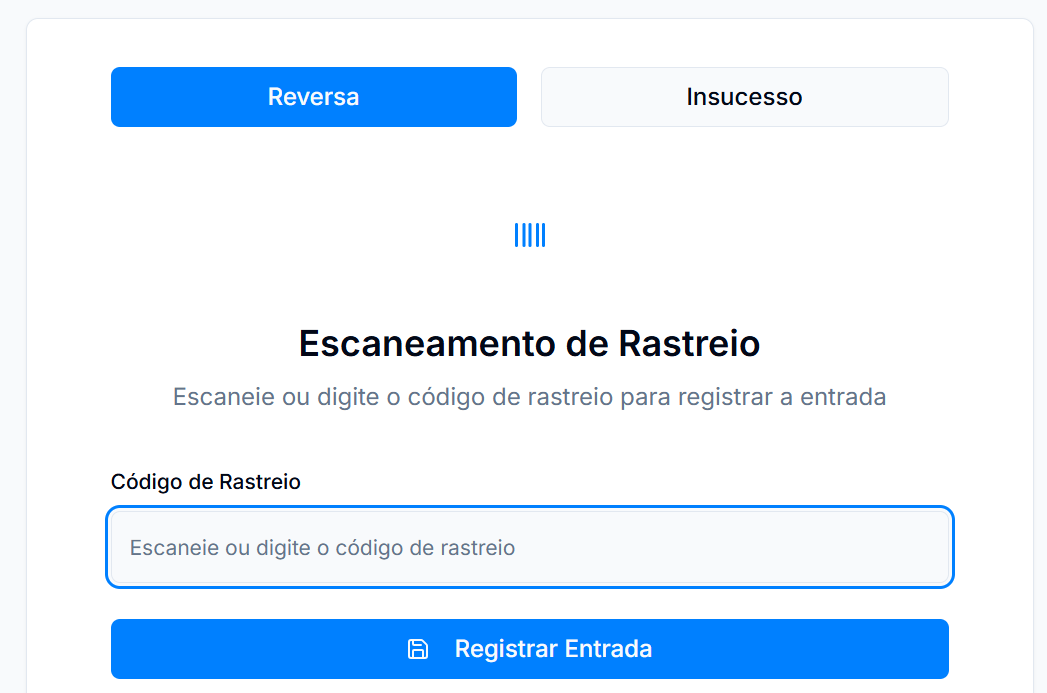 Reversa
Insucesso
Escaneamento de Rastreio
Escaneie ou digite o código de rastreio para registrar a entrada
Código de Rastreio
Escaneie ou digite o código de rastreio
Registrar Entrada